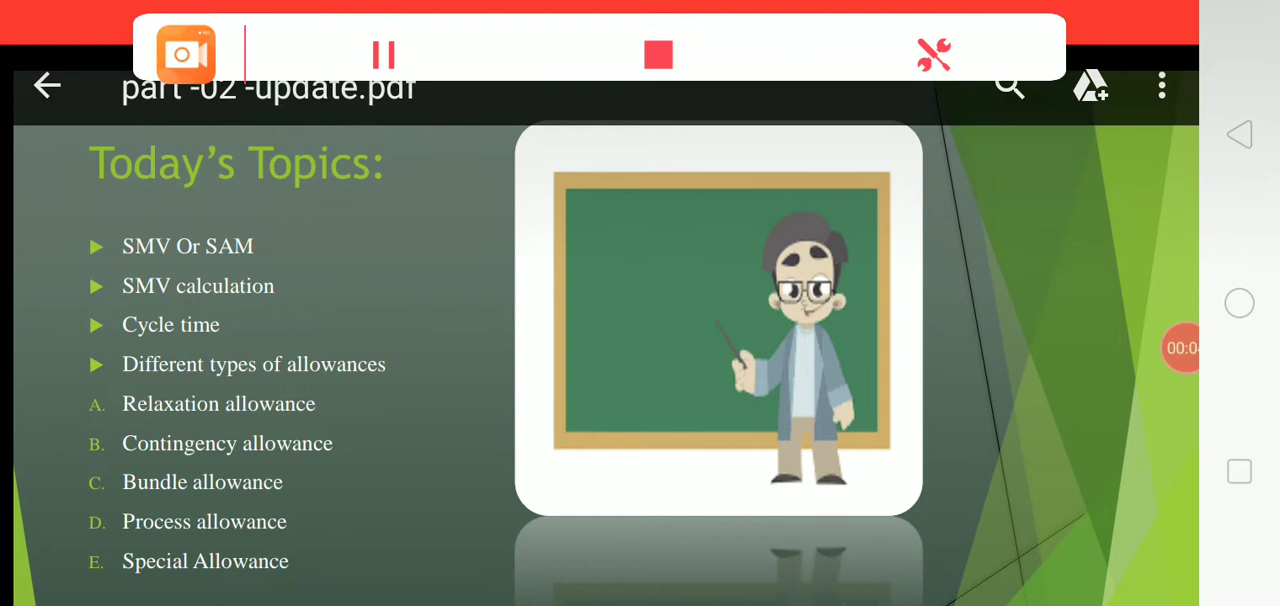 part -02 -update.pdf
Today's Topics:
SMV Or SAM
SMV calculation
Cycle time
Different types of allowances
A. Relaxation allowance
B. Contingency allowance
C. Bundle allowance
D. Process allowance
E. Special Allowance